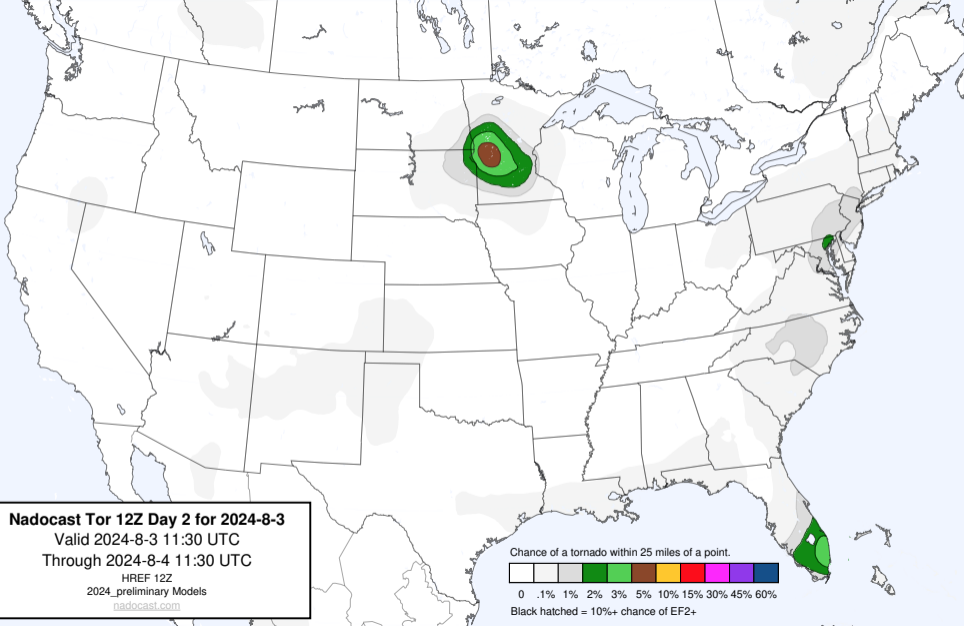 Nadocast Tor 12Z Day 2 for 2024-8-3
Valid 2024-8-3 11:30 UTC
Through 2024-8-4 11:30 UTC
HREF 12Z
2024_preliminary Models
nadocast.com
Chance of a tornado within 25 miles of a point.
0 .1% 1% 2% 3% 5% 10% 15% 30% 45% 60%
Black hatched = 10%+ chance of EF2+